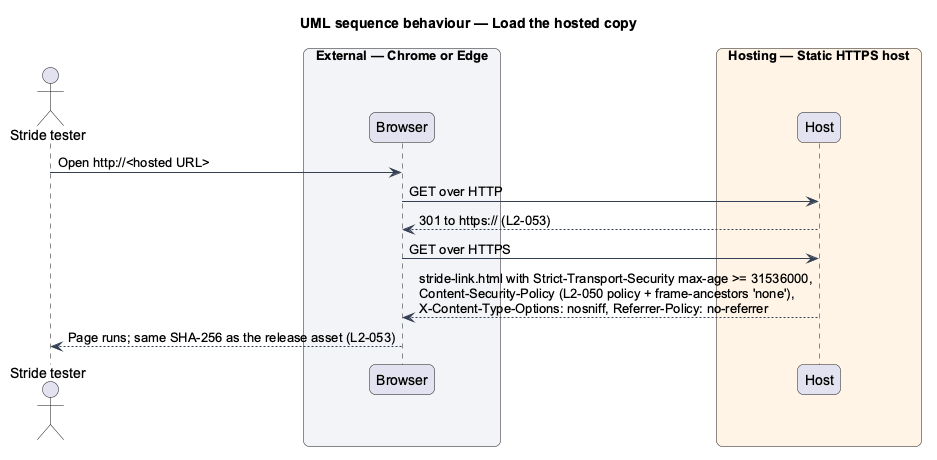 UML sequence behaviour — Load the hosted copy
External — Chrome or Edge
Hosting — Static HTTPS host
Stride tester
Browser
Host
Open http://<hosted URL>
GET over HTTP
301 to https:// (L2-053)
GET over HTTPS
stride-link.html with Strict-Transport-Security max-age >= 31536000,
Content-Security-Policy (L2-050 policy + frame-ancestors 'none'),
X-Content-Type-Options: nosniff, Referrer-Policy: no-referrer
Page runs; same SHA-256 as the release asset (L2-053)
Stride tester
Browser
Host